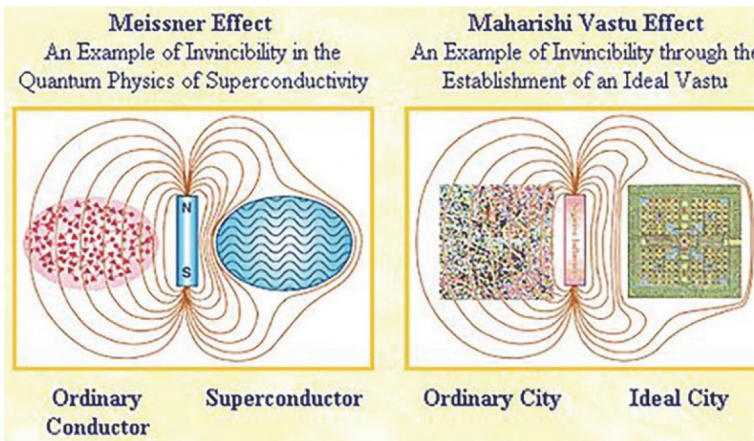 Meissner Effect
An Example of Invincibility in the
Quantum Physics of Superconductivity
N
S
Ordinary
Conductor
Superconductor
Maharishi Vastu Effect
An Example of Invincibility through the
Establishment of an Ideal Vastu
Ordinary City
Ideal City